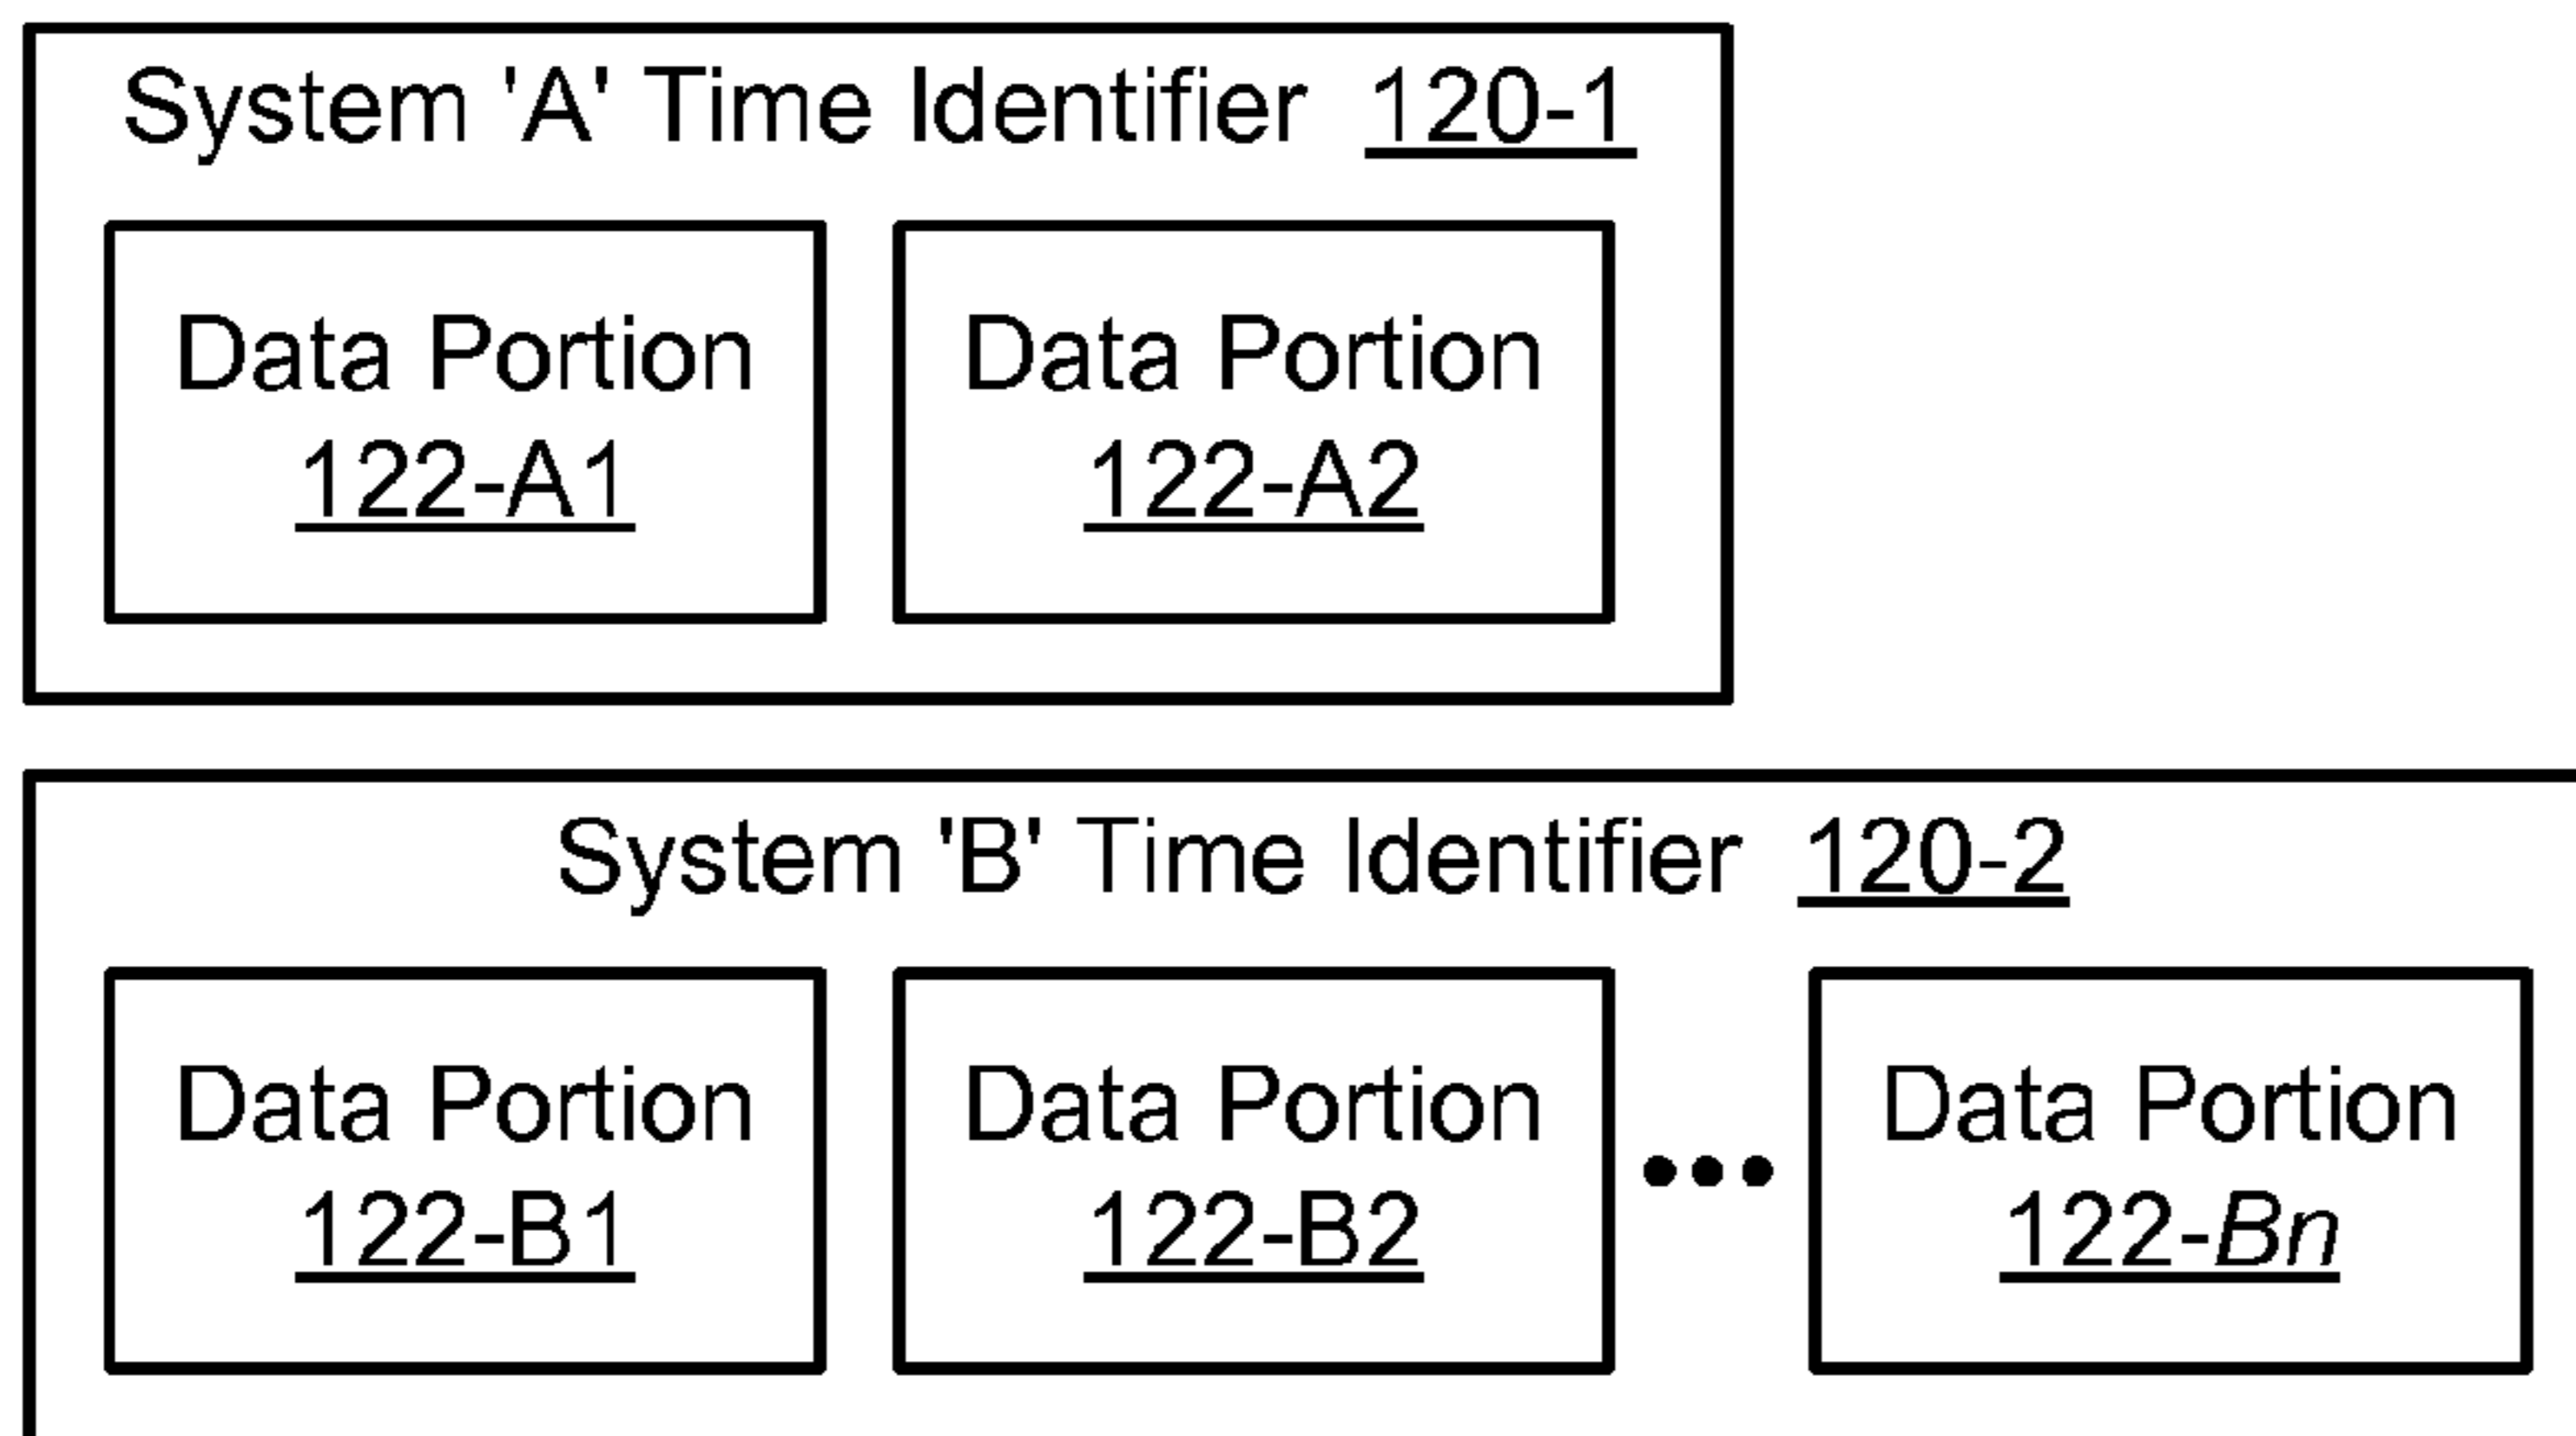 System 'A' Time Identifier 120-1
Data Portion
122-A1
Data Portion
122-A2
System 'B' Time Identifier 120-2
Data Portion
122-B1
Data Portion
122-B2
•••
Data Portion
122-Bn